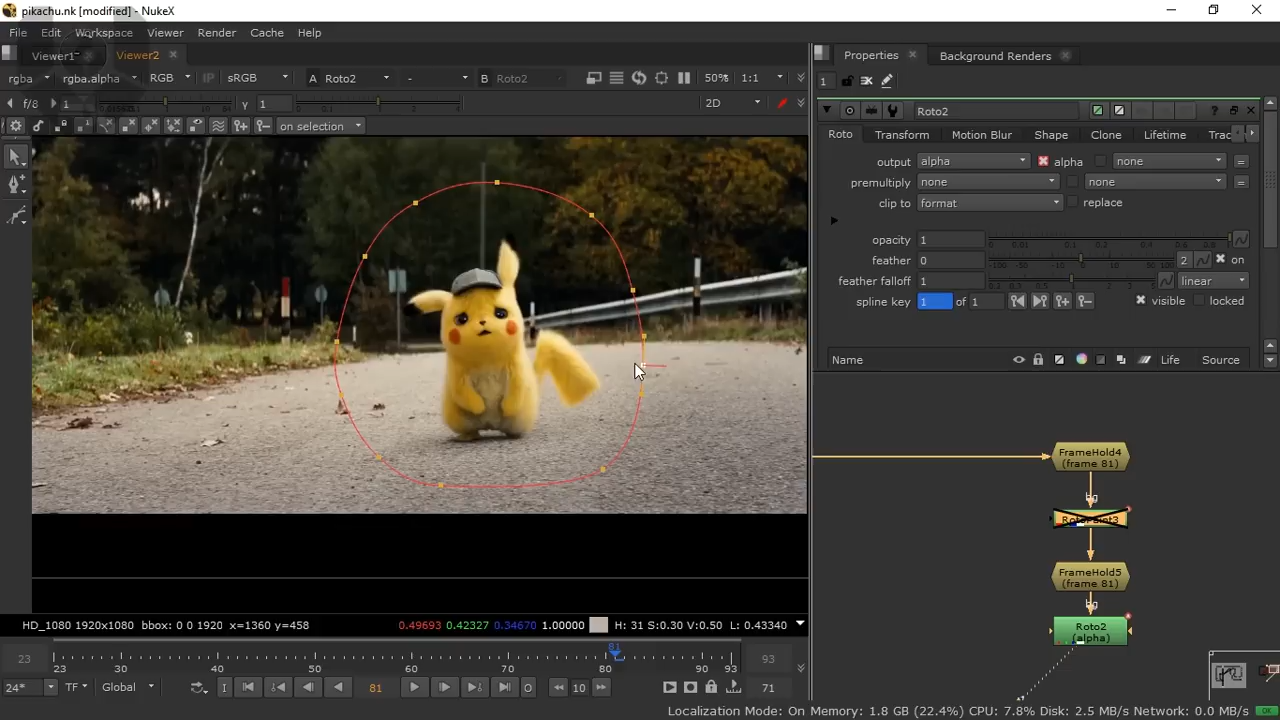 pikachu.nk [modified] - NukeX
File Edit Workspace Viewer Render Cache Help
Viewer1 Viewer2 Properties Background Renders
rgba rgba.alpha RGB IP sRGB A Roto2 - B Roto2 50% 1:1 1
f/8 1 γ 1 2D Roto2
on selection
Roto Transform Motion Blur Shape Clone Lifetime Trac
output alpha alpha none =
premultiply none none =
clip to format replace
opacity 1
feather 0 2 on
feather falloff 1 linear
spline key 1 of 1 visible locked
Name Life Source
FrameHold4
(frame 81)
bg
FrameHold5
(frame 81)
bg
Roto2
(alpha)
HD_1080 1920x1080 bbox: 0 0 1920 x=1360 y=458 0.49693 0.42327 0.34670 1.00000 H: 31 S:0.30 V:0.50 L: 0.43340
23 23 30 40 50 60 70 80 81 90 93 93
24* TF Global I 81 O 10 71
Localization Mode: On Memory: 1.8 GB (22.4%) CPU: 7.8% Disk: 2.5 MB/s Network: 0.0 MB/s OK